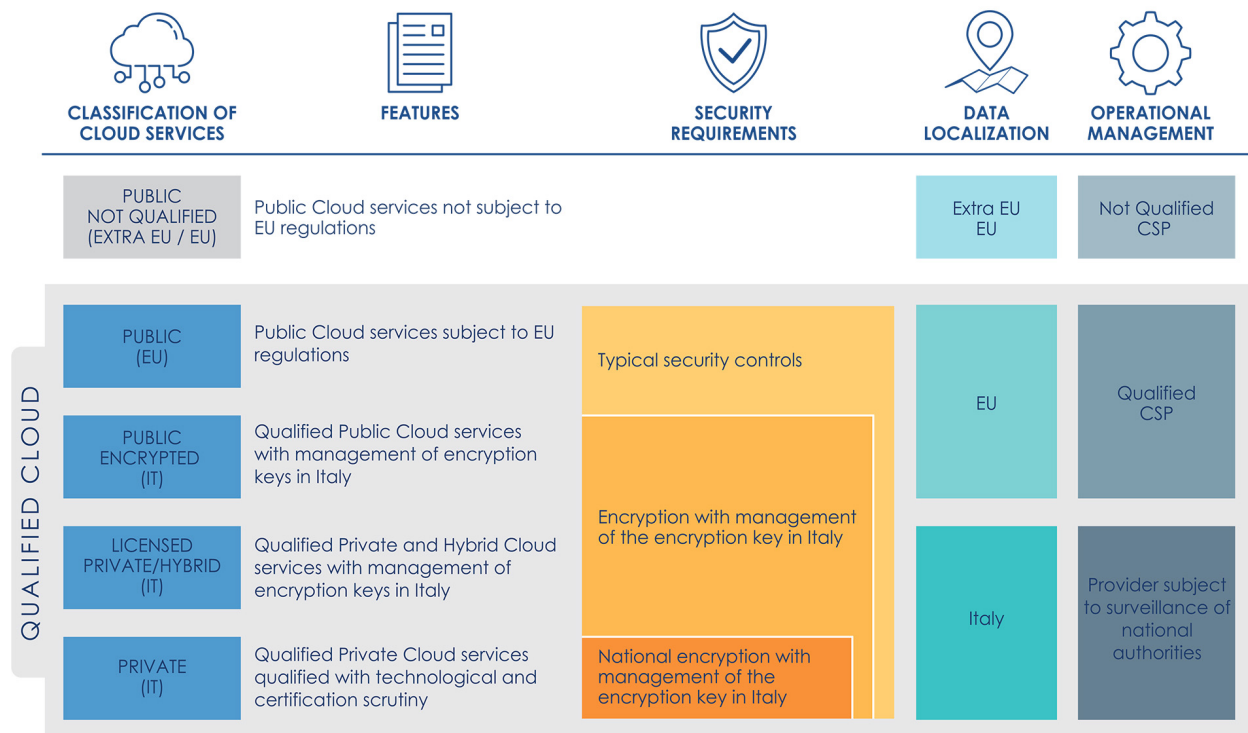 CLASSIFICATION OF
CLOUD SERVICES
FEATURES
SECURITY
REQUIREMENTS
DATA
LOCALIZATION
OPERATIONAL
MANAGEMENT
PUBLIC
NOT QUALIFIED
(EXTRA EU / EU)
Public Cloud services not subject to
EU regulations
Extra EU
EU
Not Qualified
CSP
QUALIFIED CLOUD
PUBLIC
(EU)
Public Cloud services subject to EU
regulations
Typical security controls
EU
Qualified
CSP
PUBLIC
ENCRYPTED
(IT)
Qualified Public Cloud services
with management of encryption
keys in Italy
Encryption with management
of the encryption key in Italy
LICENSED
PRIVATE/HYBRID
(IT)
Qualified Private and Hybrid Cloud
services with management of
encryption keys in Italy
Italy
Provider subject
to surveillance of
national
authorities
PRIVATE
(IT)
Qualified Private Cloud services
qualified with technological and
certification scrutiny
National encryption with
management of the
encryption key in Italy